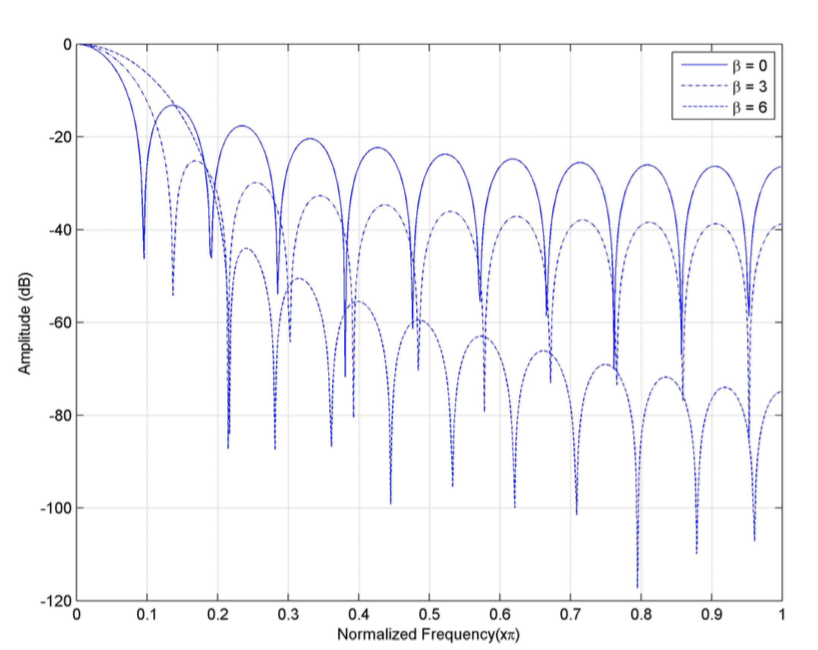 0
-20
-40
-60
-80
-100
-120
Amplitude (dB)
β = 0
β = 3
β = 6
0 0.1 0.2 0.3 0.4 0.5 0.6 0.7 0.8 0.9 1
Normalized Frequency(xπ)